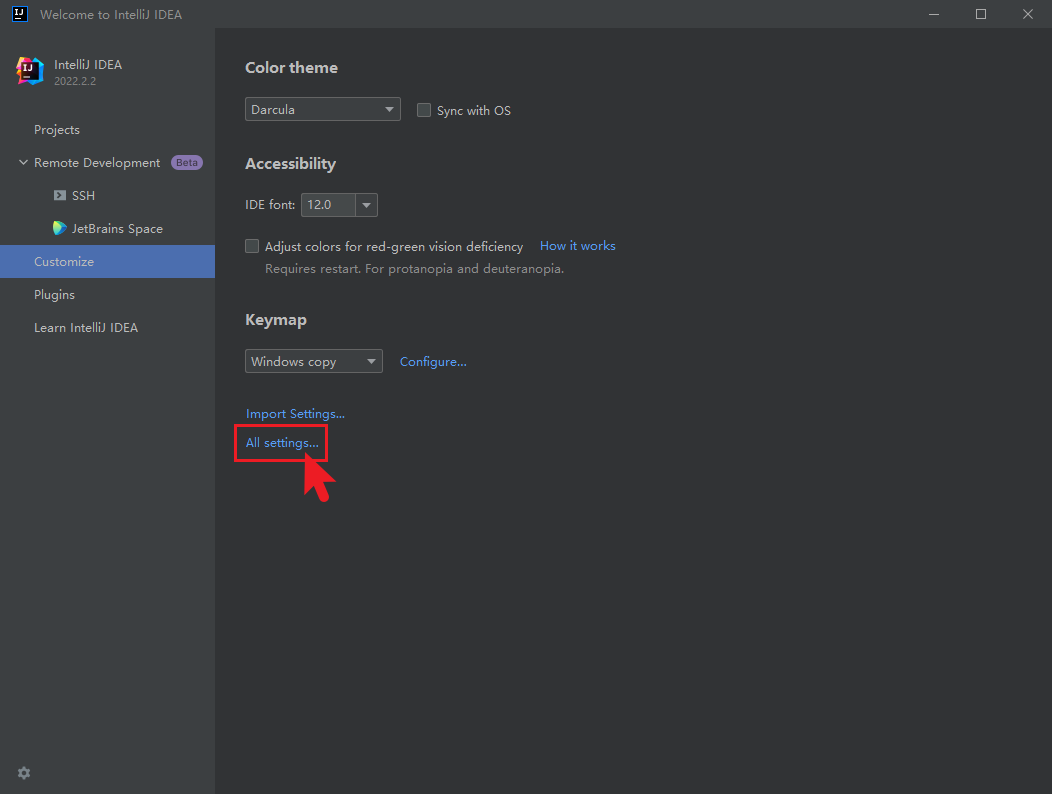 Welcome to IntelliJ IDEA
IntelliJ IDEA
2022.2.2
Projects
Remote Development Beta
SSH
JetBrains Space
Customize
Plugins
Learn IntelliJ IDEA
Color theme
Darcula Sync with OS
Accessibility
IDE font: 12.0
Adjust colors for red-green vision deficiency How it works
Requires restart. For protanopia and deuteranopia.
Keymap
Windows copy Configure...
Import Settings...
All settings...